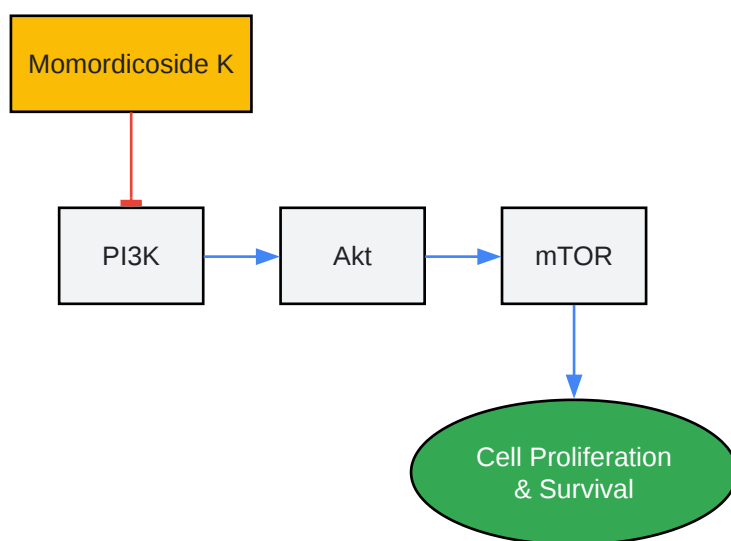 Momordicoside K
PI3K
Akt
mTOR
Cell Proliferation
& Survival